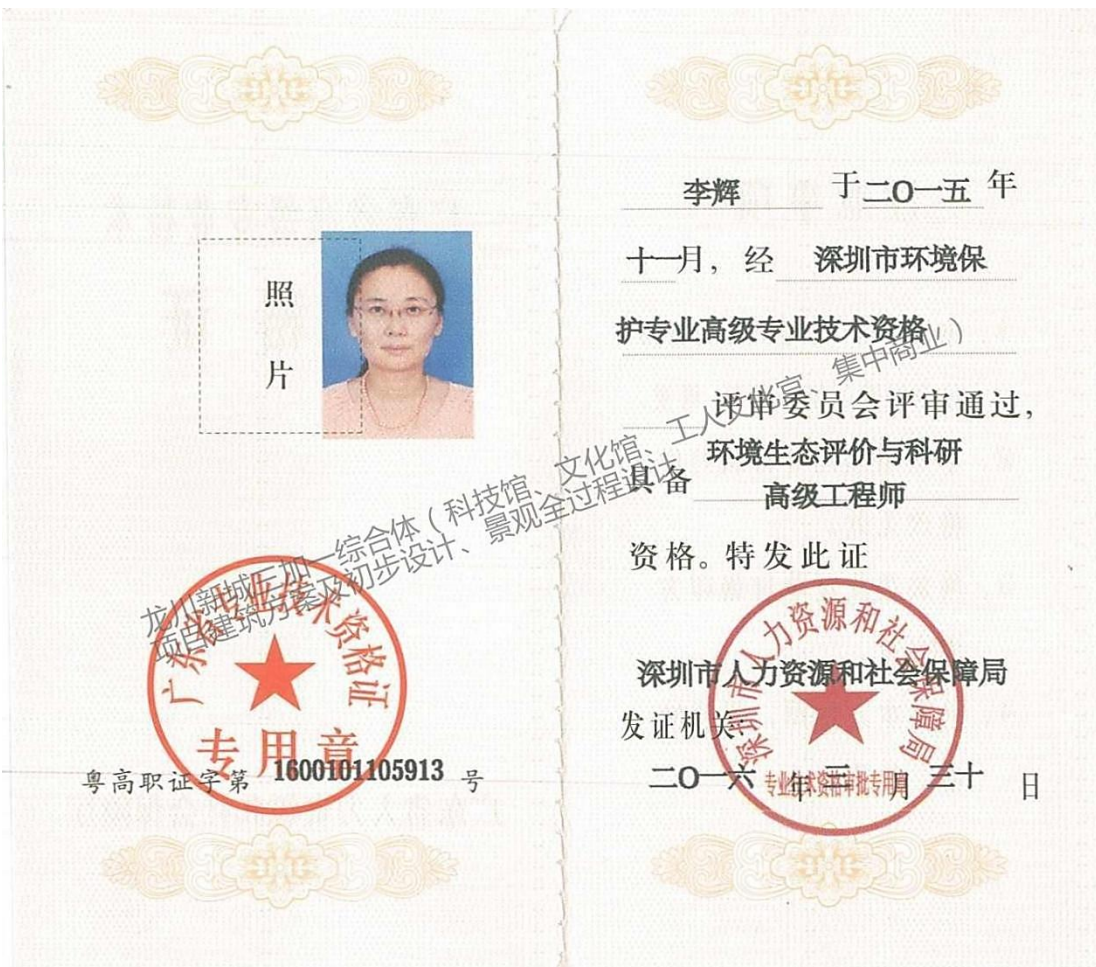 照
片
广东省专业技术资格证
专用章
粤高职证字第 1600101105913 号
李辉 于二〇一五 年
十一月，经 深圳市环境保
护专业高级专业技术资格
评审委员会评审通过，
具备 环境生态评价与科研
高级工程师
资格。特发此证
深圳市人力资源和社会保障局
发证机关
二〇一六 年 三 月 三十 日
深圳市人力资源和社会保障局
专业技术资格审批专用章
龙川新城三加一综合体（科技馆、文化馆、工人文化宫、集中商业）
项目建筑方案及初步设计、景观全过程设计